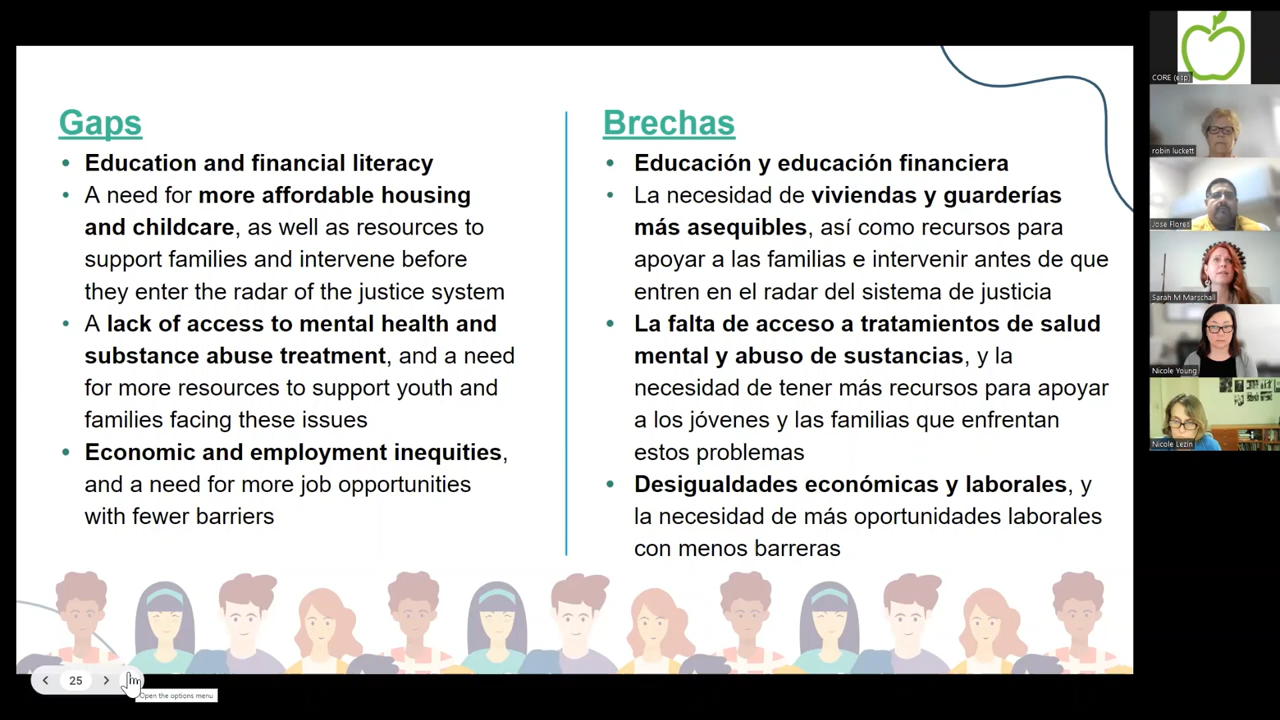 Gaps
• Education and financial literacy
• A need for more affordable housing
and childcare, as well as resources to
support families and intervene before
they enter the radar of the justice system
• A lack of access to mental health and
substance abuse treatment, and a need
for more resources to support youth and
families facing these issues
• Economic and employment inequities,
and a need for more job opportunities
with fewer barriers
Brechas
• Educación y educación financiera
• La necesidad de viviendas y guarderías
más asequibles, así como recursos para
apoyar a las familias e intervenir antes de que
entren en el radar del sistema de justicia
• La falta de acceso a tratamientos de salud
mental y abuso de sustancias, y la
necesidad de tener más recursos para apoyar
a los jóvenes y las familias que enfrentan
estos problemas
• Desigualdades económicas y laborales, y
la necesidad de más oportunidades laborales
con menos barreras
25
Open the options menu
CORE (esp)
robin luckett
Jose Flores
Sarah M Marschall
Nicole Young
Nicole Lezin